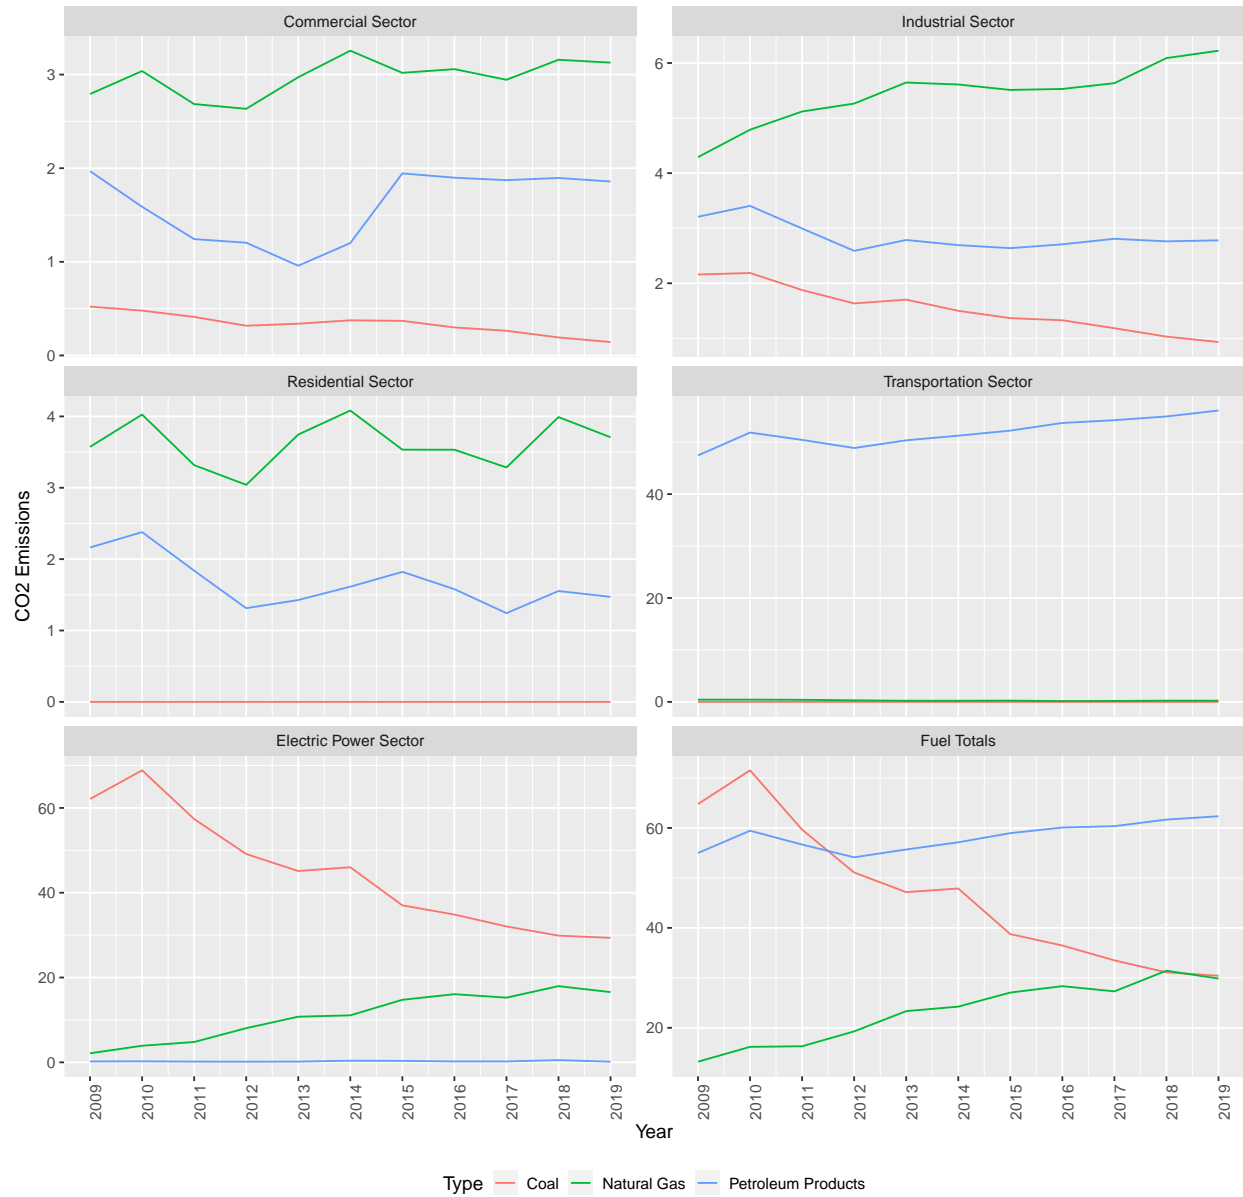 Commercial Sector
Industrial Sector
3
2
1
0
6
4
2
Residential Sector
Transportation Sector
4
3
2
1
0
40
20
0
Electric Power Sector
Fuel Totals
60
40
20
0
60
40
20
CO2 Emissions
2009 2010 2011 2012 2013 2014 2015 2016 2017 2018 2019
2009 2010 2011 2012 2013 2014 2015 2016 2017 2018 2019
Year
Type Coal Natural Gas Petroleum Products